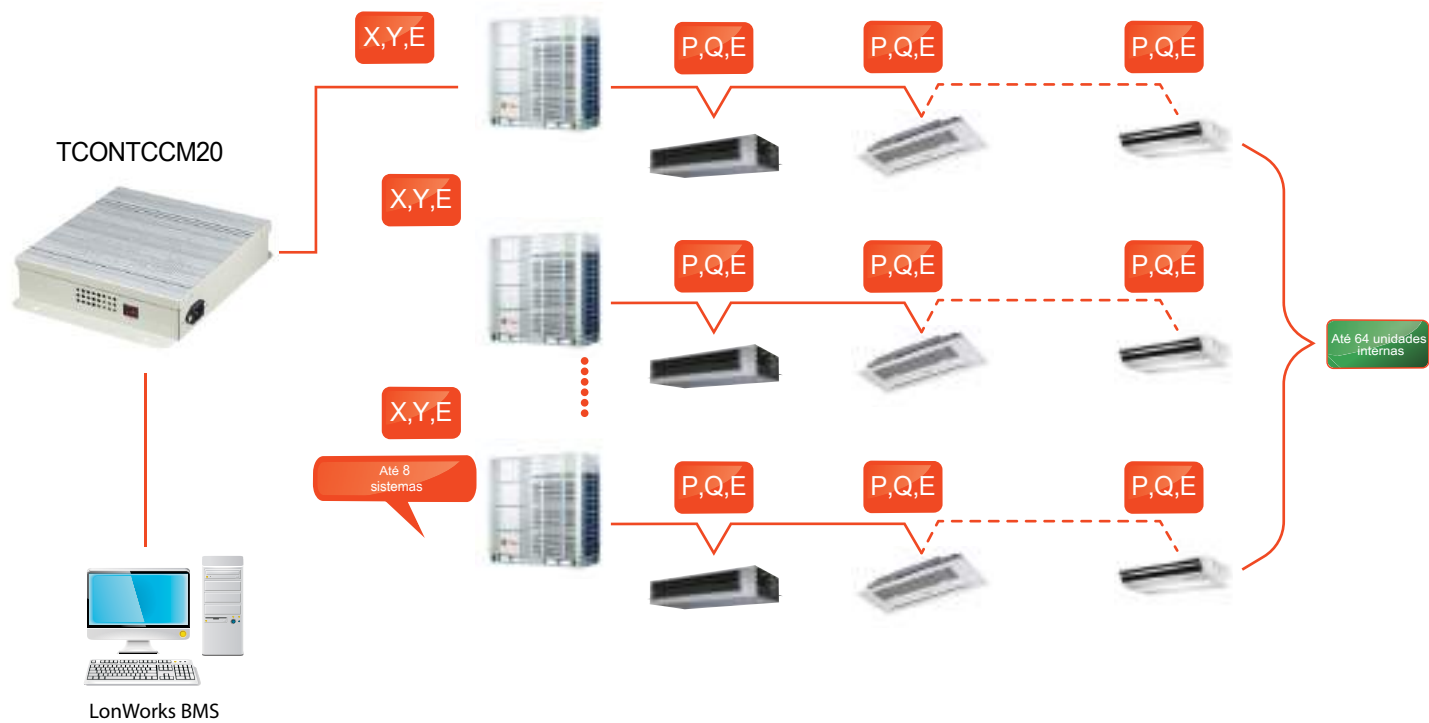 X,Y,E
P,Q,E
P,Q,E
P,Q,E
TCONTCCM20
X,Y,E
P,Q,E
P,Q,E
P,Q,E
Até 64 unidades
internas
X,Y,E
Até 8
sistemas
P,Q,E
P,Q,E
P,Q,E
LonWorks BMS